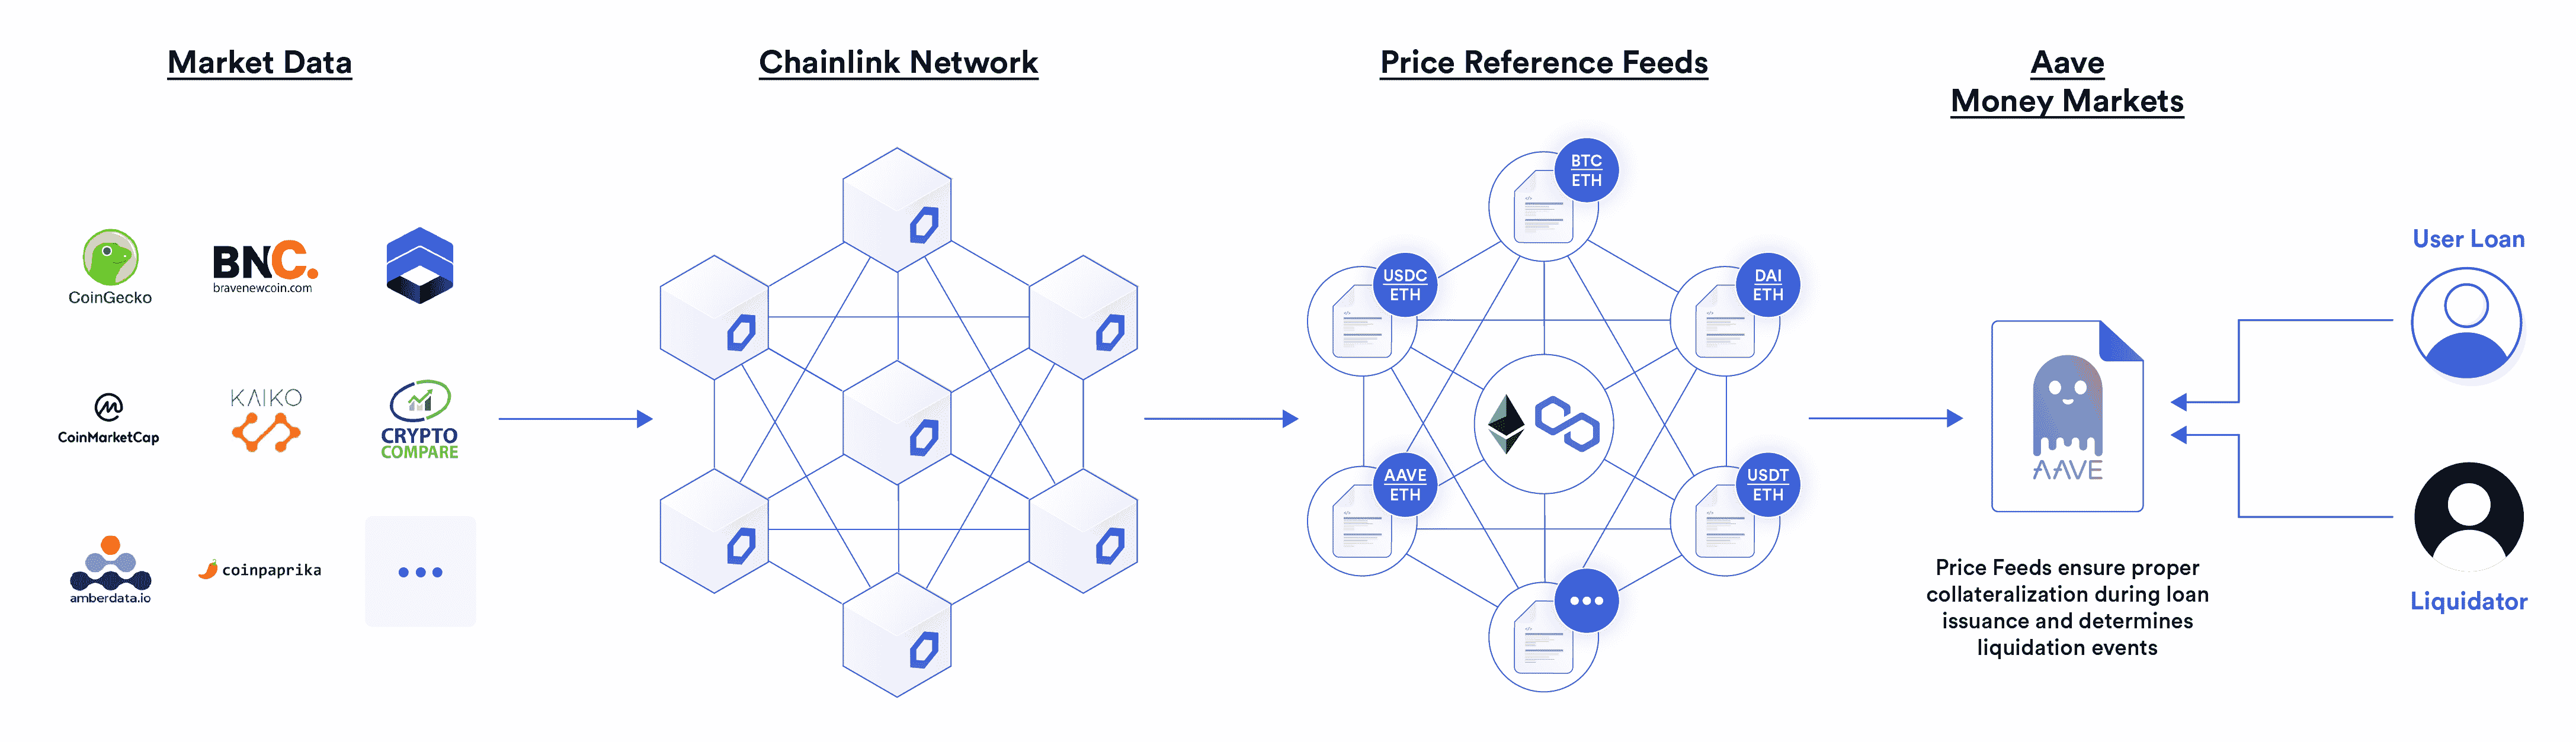 Market Data
CoinGecko
BNC.
bravenewcoin.com
CoinMarketCap
KAIKO
CRYPTO
COMPARE
amberdata.io
coinpaprika
Chainlink Network
Price Reference Feeds
BTC
ETH
USDC
ETH
DAI
ETH
AAVE
ETH
USDT
ETH
Aave
Money Markets
AAVE
Price Feeds ensure proper
collateralization during loan
issuance and determines
liquidation events
User Loan
Liquidator